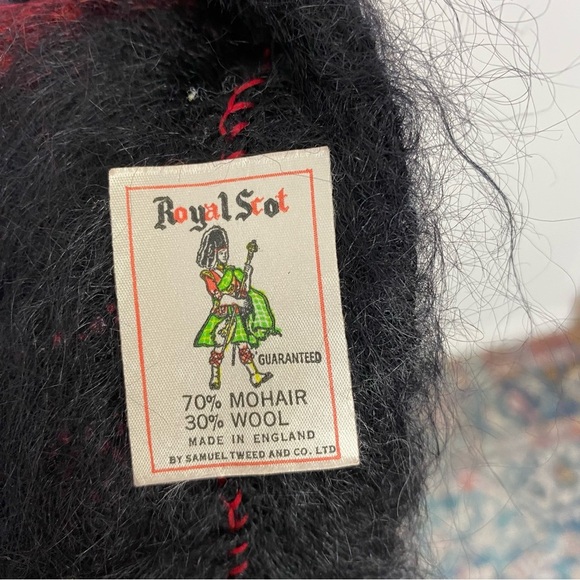 Royal Scot
GUARANTEED
70% MOHAIR
30% WOOL
MADE IN ENGLAND
BY SAMUEL TWEED AND CO. LTD